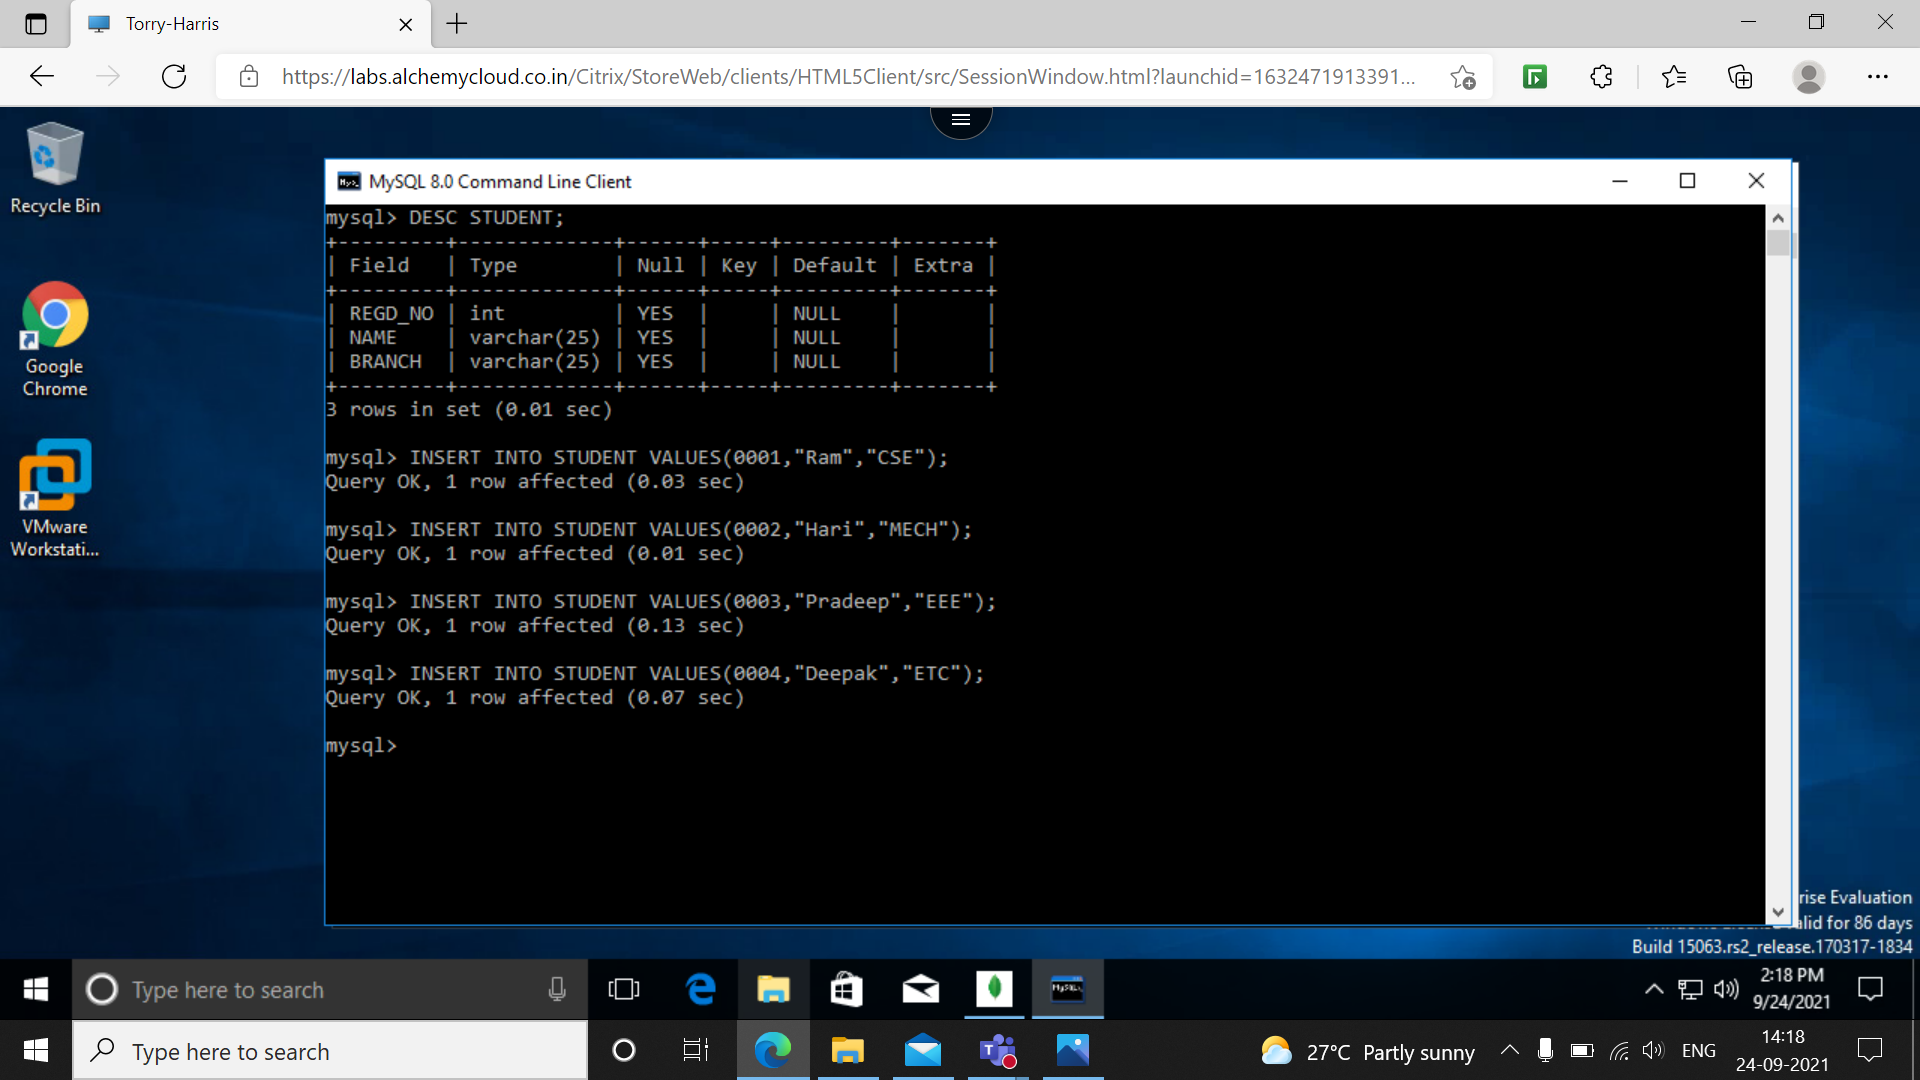 Torry-Harris
https://labs.alchemycloud.co.in/Citrix/StoreWeb/clients/HTML5Client/src/SessionWindow.html?launchid=1632471913391...
Recycle Bin
Google
Chrome
VMware
Workstati...
MySQL 8.0 Command Line Client
mysql> DESC STUDENT;
+---------+-------------+------+-----+---------+-------+
| Field   | Type        | Null | Key | Default | Extra |
+---------+-------------+------+-----+---------+-------+
| REGD_NO | int         | YES  |     | NULL    |       |
| NAME    | varchar(25) | YES  |     | NULL    |       |
| BRANCH  | varchar(25) | YES  |     | NULL    |       |
+---------+-------------+------+-----+---------+-------+
3 rows in set (0.01 sec)
mysql> INSERT INTO STUDENT VALUES(0001,"Ram","CSE");
Query OK, 1 row affected (0.03 sec)
mysql> INSERT INTO STUDENT VALUES(0002,"Hari","MECH");
Query OK, 1 row affected (0.01 sec)
mysql> INSERT INTO STUDENT VALUES(0003,"Pradeep","EEE");
Query OK, 1 row affected (0.13 sec)
mysql> INSERT INTO STUDENT VALUES(0004,"Deepak","ETC");
Query OK, 1 row affected (0.07 sec)
mysql>
rise Evaluation
alid for 86 days
Build 15063.rs2_release.170317-1834
Type here to search
2:18 PM
9/24/2021
Type here to search
27°C Partly sunny
ENG
14:18
24-09-2021